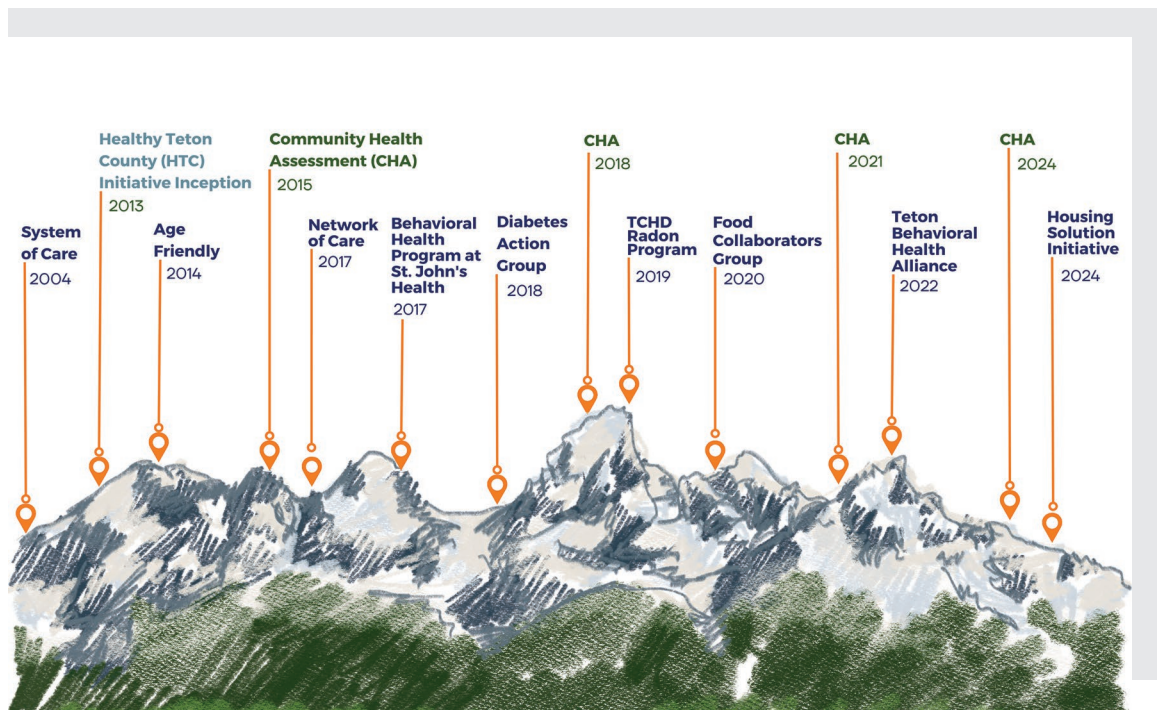 System
of Care
2004
Healthy Teton
County (HTC)
Initiative Inception
2013
Age
Friendly
2014
Community Health
Assessment (CHA)
2015
Network
of Care
2017
Behavioral
Health
Program at
St. John's
Health
2017
Diabetes
Action
Group
2018
CHA
2018
TCHD
Radon
Program
2019
Food
Collaborators
Group
2020
CHA
2021
Teton
Behavioral
Health
Alliance
2022
CHA
2024
Housing
Solution
Initiative
2024